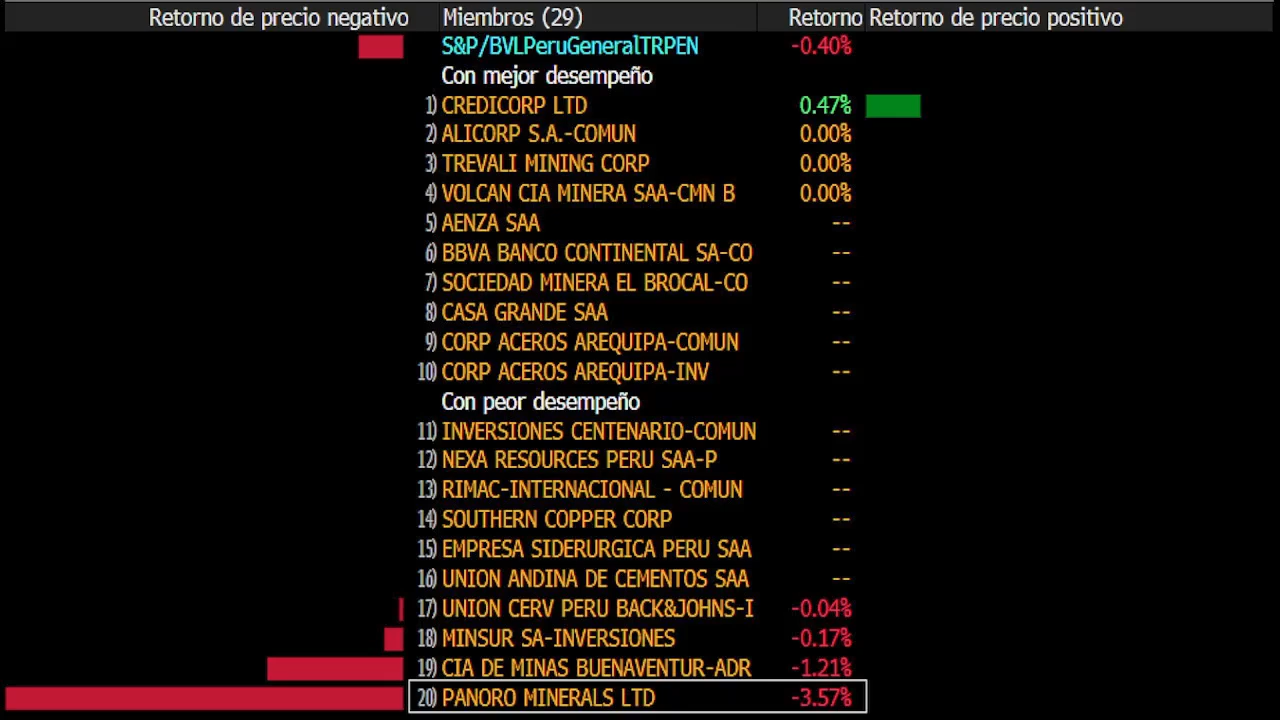 Retorno de precio negativo Miembros (29) Retorno Retorno de precio positivo
S&P/BVLPeruGeneralTRPEN -0.40%
Con mejor desempeño
1) CREDICORP LTD 0.47%
2) ALICORP S.A.-COMUN 0.00%
3) TREVALI MINING CORP 0.00%
4) VOLCAN CIA MINERA SAA-CMN B 0.00%
5) AENZA SAA --
6) BBVA BANCO CONTINENTAL SA-CO --
7) SOCIEDAD MINERA EL BROCAL-CO --
8) CASA GRANDE SAA --
9) CORP ACEROS AREQUIPA-COMUN --
10) CORP ACEROS AREQUIPA-INV --
Con peor desempeño
11) INVERSIONES CENTENARIO-COMUN --
12) NEXA RESOURCES PERU SAA-P --
13) RIMAC-INTERNACIONAL - COMUN --
14) SOUTHERN COPPER CORP --
15) EMPRESA SIDERURGICA PERU SAA --
16) UNION ANDINA DE CEMENTOS SAA --
17) UNION CERV PERU BACK&JOHNS-I -0.04%
18) MINSUR SA-INVERSIONES -0.17%
19) CIA DE MINAS BUENAVENTUR-ADR -1.21%
20) PANORO MINERALS LTD -3.57%